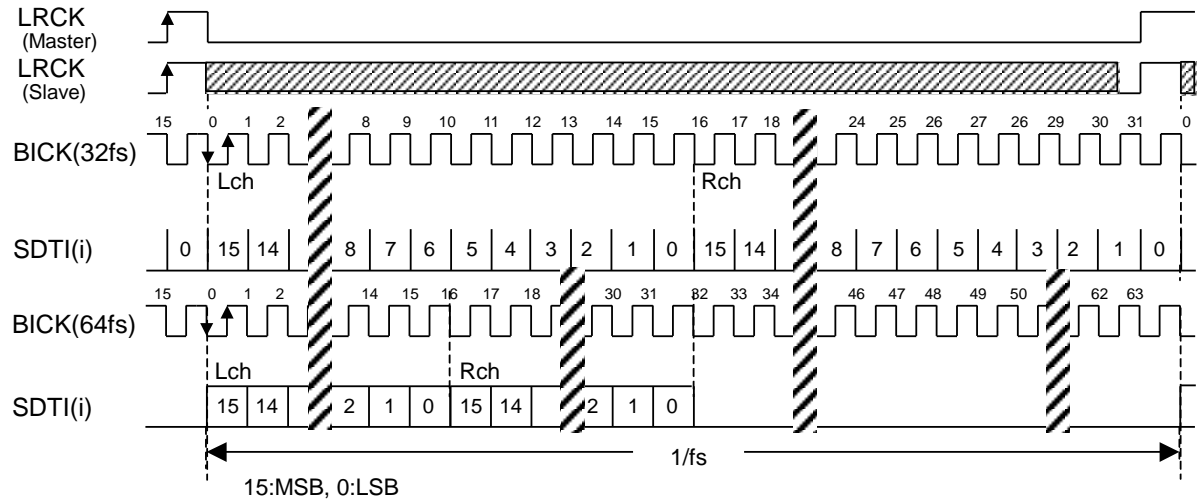 LRCK
(Master)
LRCK
(Slave)
15 0 1 2 8 9 10 11 12 13 14 15 16 17 18 24 25 26 27 26 29 30 31 0
BICK(32fs)
Lch Rch
SDTI(i) 0 15 14 8 7 6 5 4 3 2 1 0 15 14 8 7 6 5 4 3 2 1 0
15 0 1 2 14 15 16 17 18 30 31 32 33 34 46 47 48 49 50 62 63
BICK(64fs)
Lch Rch
SDTI(i) 15 14 2 1 0 15 14 2 1 0
1/fs
15:MSB, 0:LSB